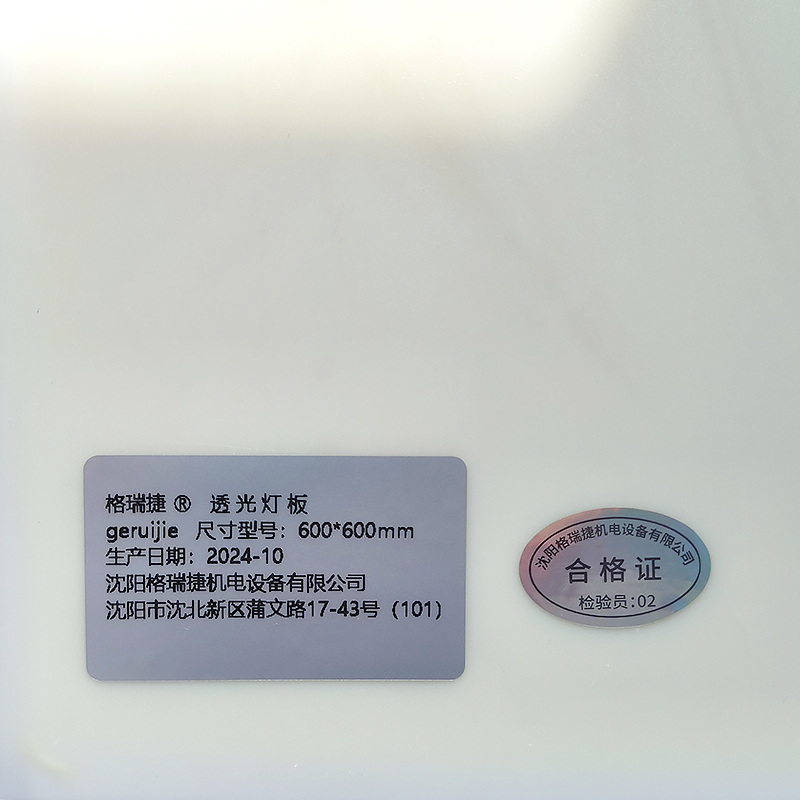 格瑞捷 ® 透光灯板
geruijie 尺寸型号：600*600mm
生产日期：2024-10
沈阳格瑞捷机电设备有限公司
沈阳市沈北新区蒲文路17-43号（101）
沈阳格瑞捷机电设备有限公司
合格证
检验员:02